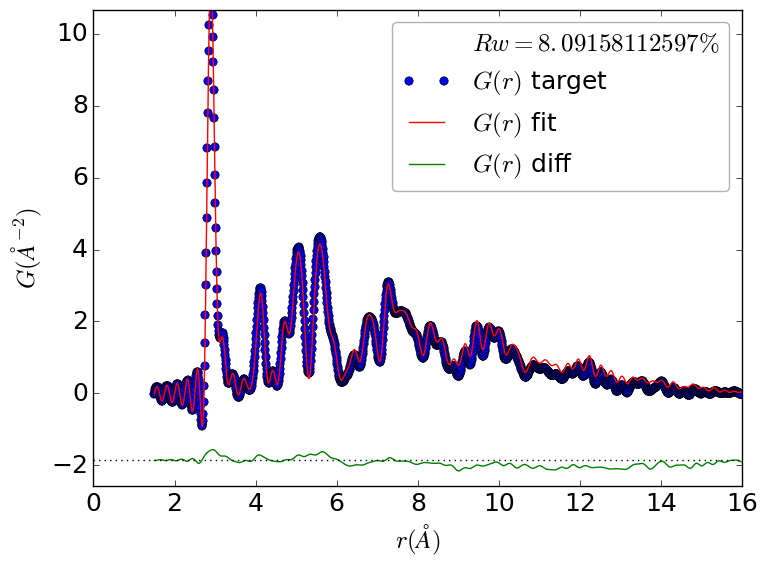 Rw = 8.09158112597%
G(r) target
G(r) fit
G(r) diff
10
8
6
4
2
0
−2
G(Å⁻²)
0 2 4 6 8 10 12 14 16
r(Å)